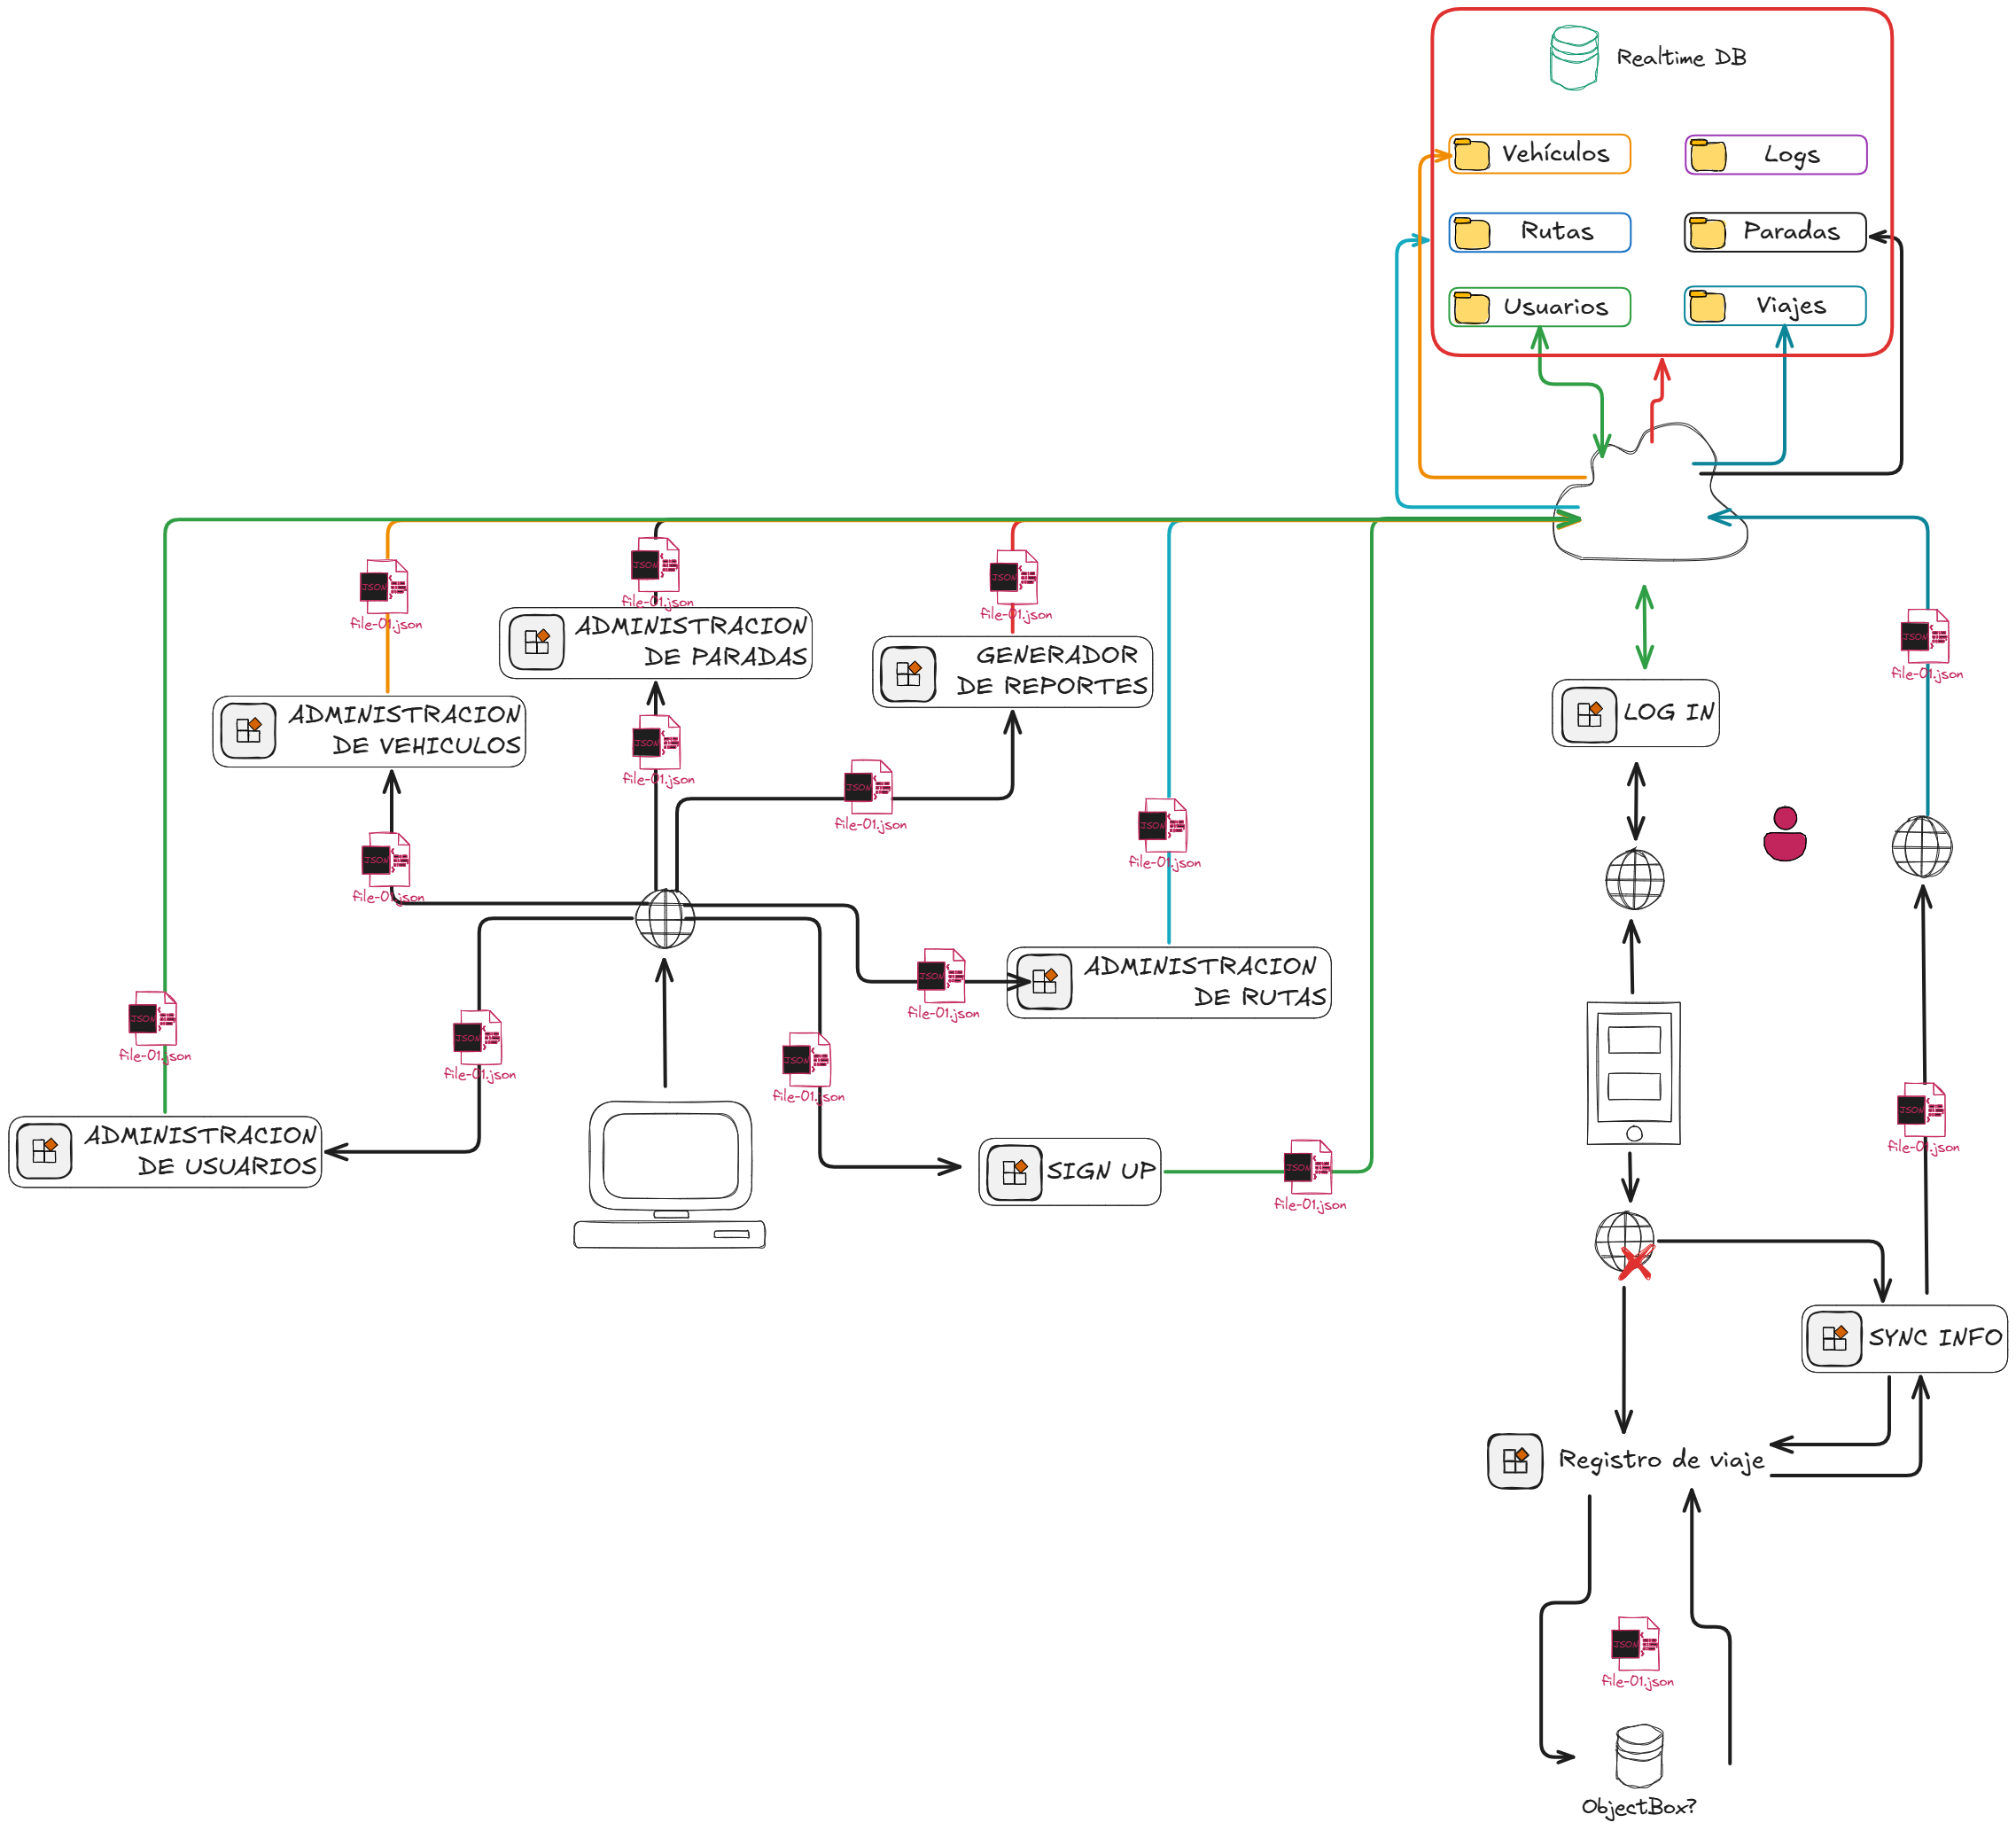 Realtime DB
Vehículos
Logs
Rutas
Paradas
Usuarios
Viajes
JSON
file-01.json
JSON
file-01.json
JSON
file-01.json
JSON
file-01.json
ADMINISTRACION
DE PARADAS
GENERADOR
DE REPORTES
ADMINISTRACION
DE VEHICULOS
LOG IN
JSON
file-01.json
JSON
file-01.json
JSON
file-01.json
JSON
file-01.json
ADMINISTRACION
DE RUTAS
JSON
file-01.json
JSON
file-01.json
JSON
file-01.json
JSON
file-01.json
JSON
file-01.json
ADMINISTRACION
DE USUARIOS
SIGN UP
JSON
file-01.json
SYNC INFO
Registro de viaje
JSON
file-01.json
ObjectBox?